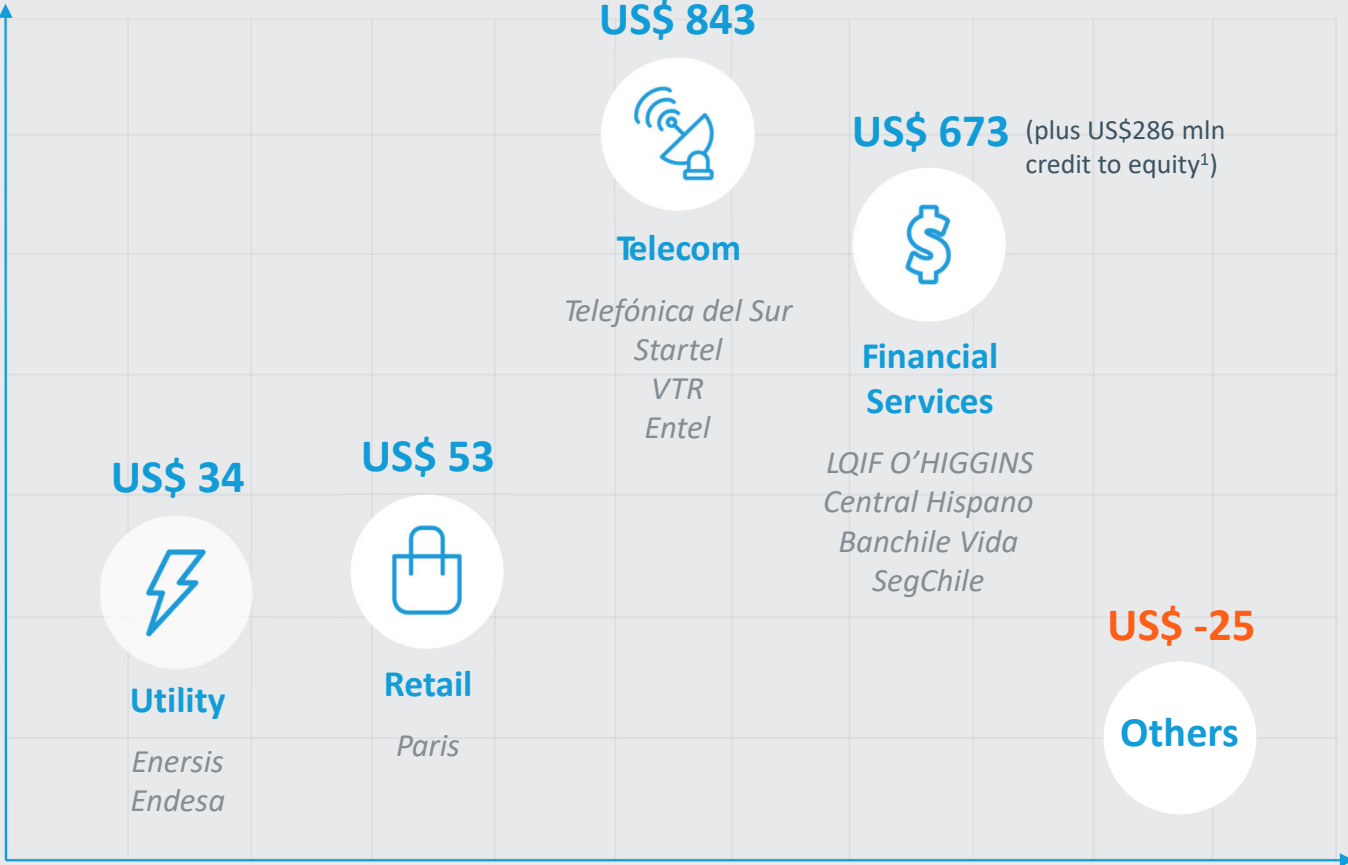 US$ 843
Telecom
Telefónica del Sur
Startel
VTR
Entel
US$ 673
(plus US$286 mln
credit to equity¹)
Financial
Services
LQIF O’HIGGINS
Central Hispano
Banchile Vida
SegChile
US$ 34
Utility
Enersis
Endesa
US$ 53
Retail
Paris
US$ -25
Others